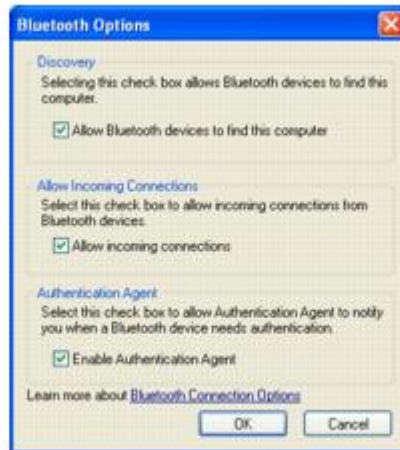 Bluetooth Options
Discovery
Selecting this check box allows Bluetooth devices to find this
computer.
Allow Bluetooth devices to find this computer
Allow Incoming Connections
Select this check box to allow incoming connections from
Bluetooth devices.
Allow incoming connections
Authentication Agent
Select this check box to allow Authentication Agent to notify
you when a Bluetooth device needs authentication.
Enable Authentication Agent
Learn more about Bluetooth Connection Options
OK Cancel